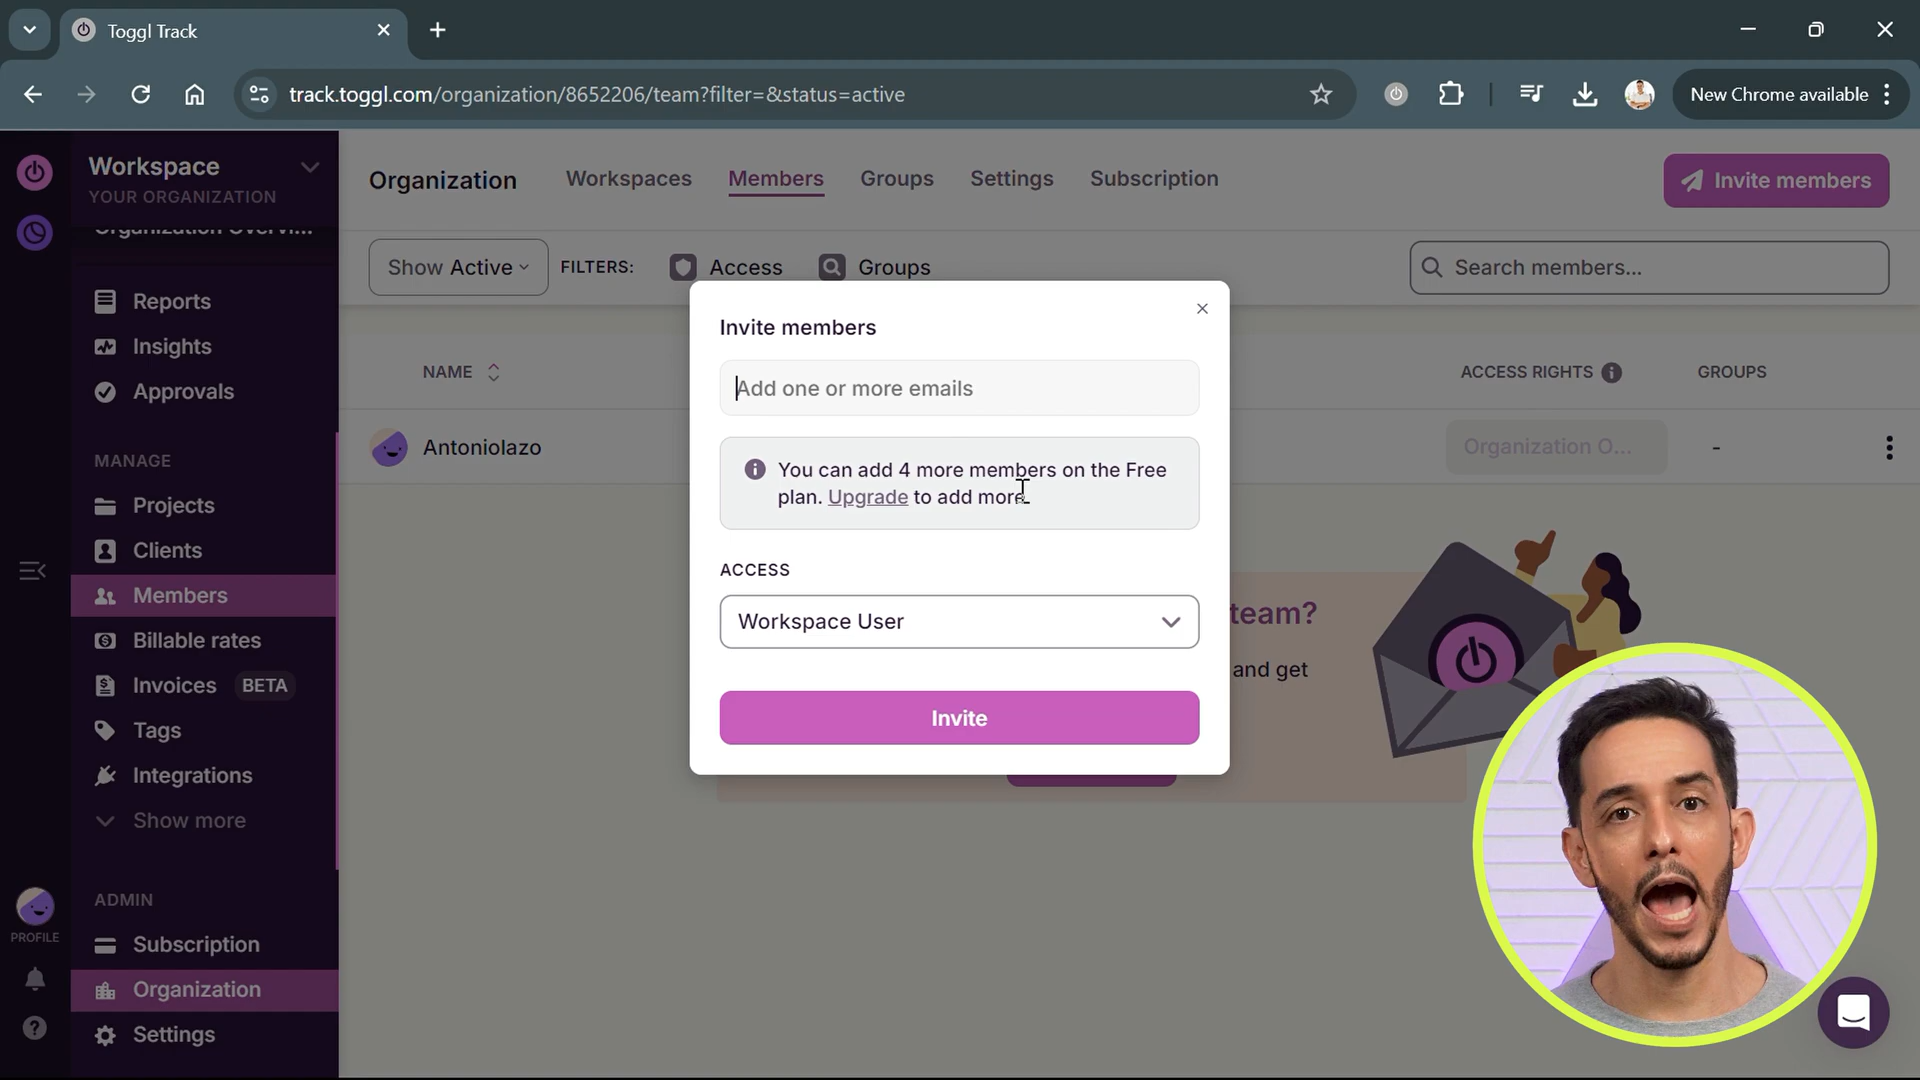 Toggl Track
track.toggl.com/organization/8652206/team?filter=&status=active
New Chrome available
Workspace
YOUR ORGANIZATION
Organization Overvi...
Reports
Insights
Approvals
MANAGE
Projects
Clients
Members
Billable rates
Invoices BETA
Tags
Integrations
Show more
ADMIN
Subscription
Organization
Settings
PROFILE
Organization
Workspaces
Members
Groups
Settings
Subscription
Invite members
Show Active
FILTERS:
Access
Groups
Search members...
NAME
ACCESS RIGHTS
GROUPS
Antoniolazo
Organization O...
-
team?
and get
Invite members
Add one or more emails
You can add 4 more members on the Free
plan. Upgrade to add more
ACCESS
Workspace User
Invite